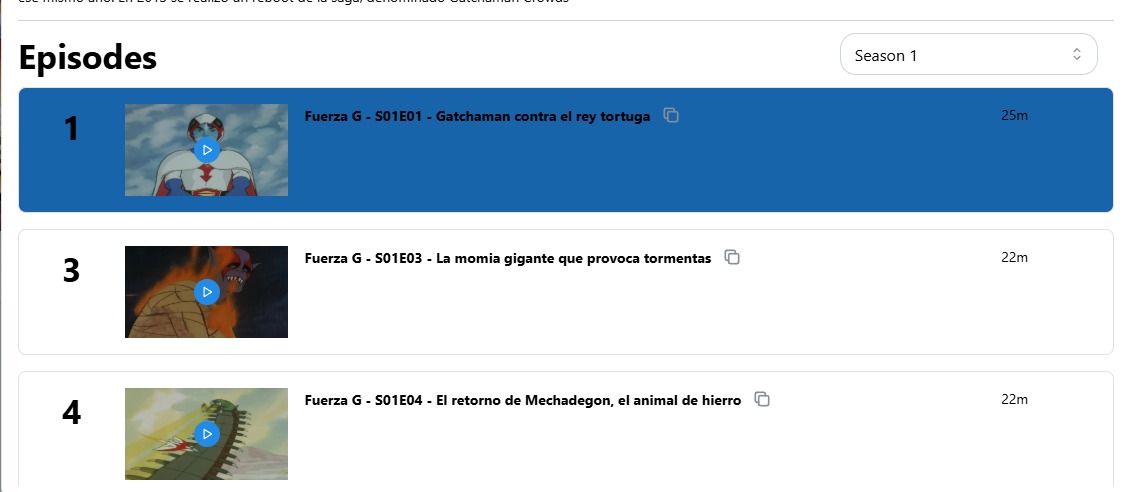 Episodes
Season 1
1
Fuerza G - S01E01 - Gatchaman contra el rey tortuga
25m
3
Fuerza G - S01E03 - La momia gigante que provoca tormentas
22m
4
Fuerza G - S01E04 - El retorno de Mechadegon, el animal de hierro
22m